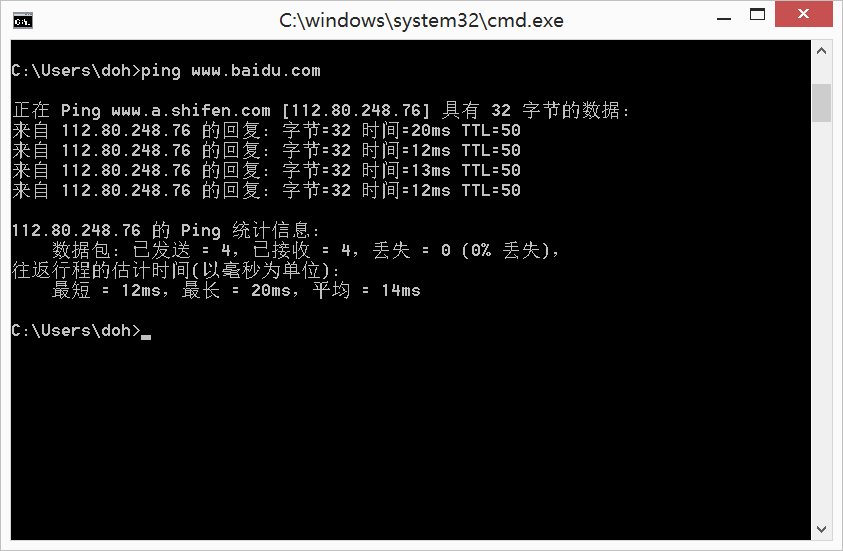 C:\windows\system32\cmd.exe
C:\Users\doh>ping www.baidu.com
正在 Ping www.a.shifen.com [112.80.248.76] 具有 32 字节的数据:
来自 112.80.248.76 的回复: 字节=32 时间=20ms TTL=50
来自 112.80.248.76 的回复: 字节=32 时间=12ms TTL=50
来自 112.80.248.76 的回复: 字节=32 时间=13ms TTL=50
来自 112.80.248.76 的回复: 字节=32 时间=12ms TTL=50
112.80.248.76 的 Ping 统计信息:
数据包: 已发送 = 4，已接收 = 4，丢失 = 0 (0% 丢失)，
往返行程的估计时间(以毫秒为单位):
最短 = 12ms，最长 = 20ms，平均 = 14ms
C:\Users\doh>